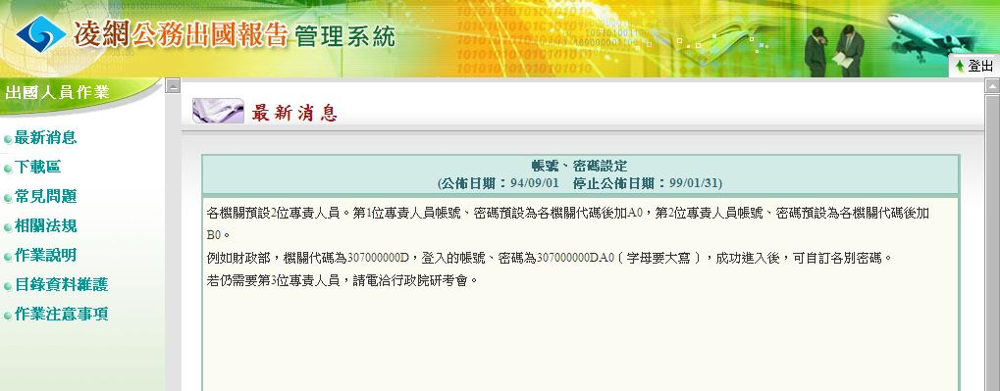 凌網公務出國報告管理系統
登出
出國人員作業
最新消息
下載區
常見問題
相關法規
作業說明
目錄資料維護
作業注意事項
最新消息
帳號、密碼設定
(公佈日期：94/09/01 停止公佈日期：99/01/31)
各機關預設2位專責人員。第1位專責人員帳號、密碼預設為各機關代碼後加A0，第2位專責人員帳號、密碼預設為各機關代碼後加
B0。
例如財政部，機關代碼為307000000D，登入的帳號、密碼為307000000DA0﹝字母要大寫﹞，成功進入後，可自訂各別密碼。
若仍需要第3位專責人員，請電洽行政院研考會。